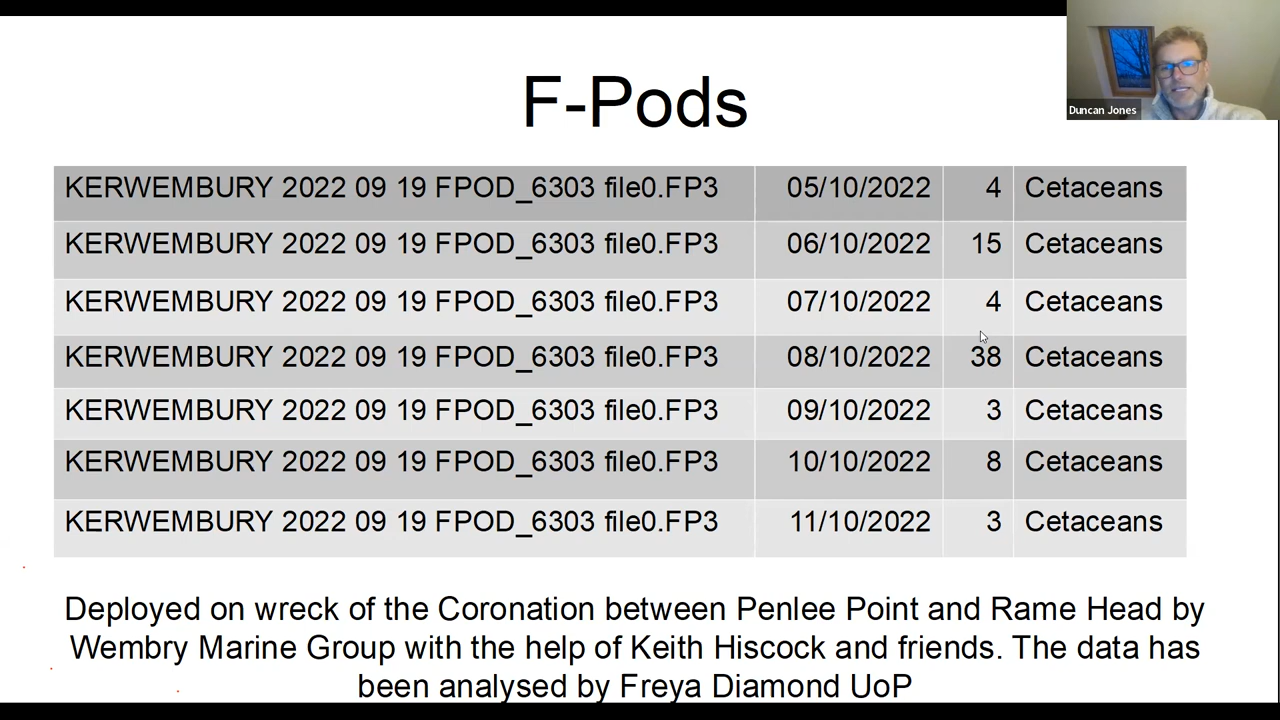 Duncan Jones
F-Pods
KERWEMBURY 2022 09 19 FPOD_6303 file0.FP3 05/10/2022 4 Cetaceans
KERWEMBURY 2022 09 19 FPOD_6303 file0.FP3 06/10/2022 15 Cetaceans
KERWEMBURY 2022 09 19 FPOD_6303 file0.FP3 07/10/2022 4 Cetaceans
KERWEMBURY 2022 09 19 FPOD_6303 file0.FP3 08/10/2022 38 Cetaceans
KERWEMBURY 2022 09 19 FPOD_6303 file0.FP3 09/10/2022 3 Cetaceans
KERWEMBURY 2022 09 19 FPOD_6303 file0.FP3 10/10/2022 8 Cetaceans
KERWEMBURY 2022 09 19 FPOD_6303 file0.FP3 11/10/2022 3 Cetaceans
Deployed on wreck of the Coronation between Penlee Point and Rame Head by
Wembry Marine Group with the help of Keith Hiscock and friends. The data has
been analysed by Freya Diamond UoP